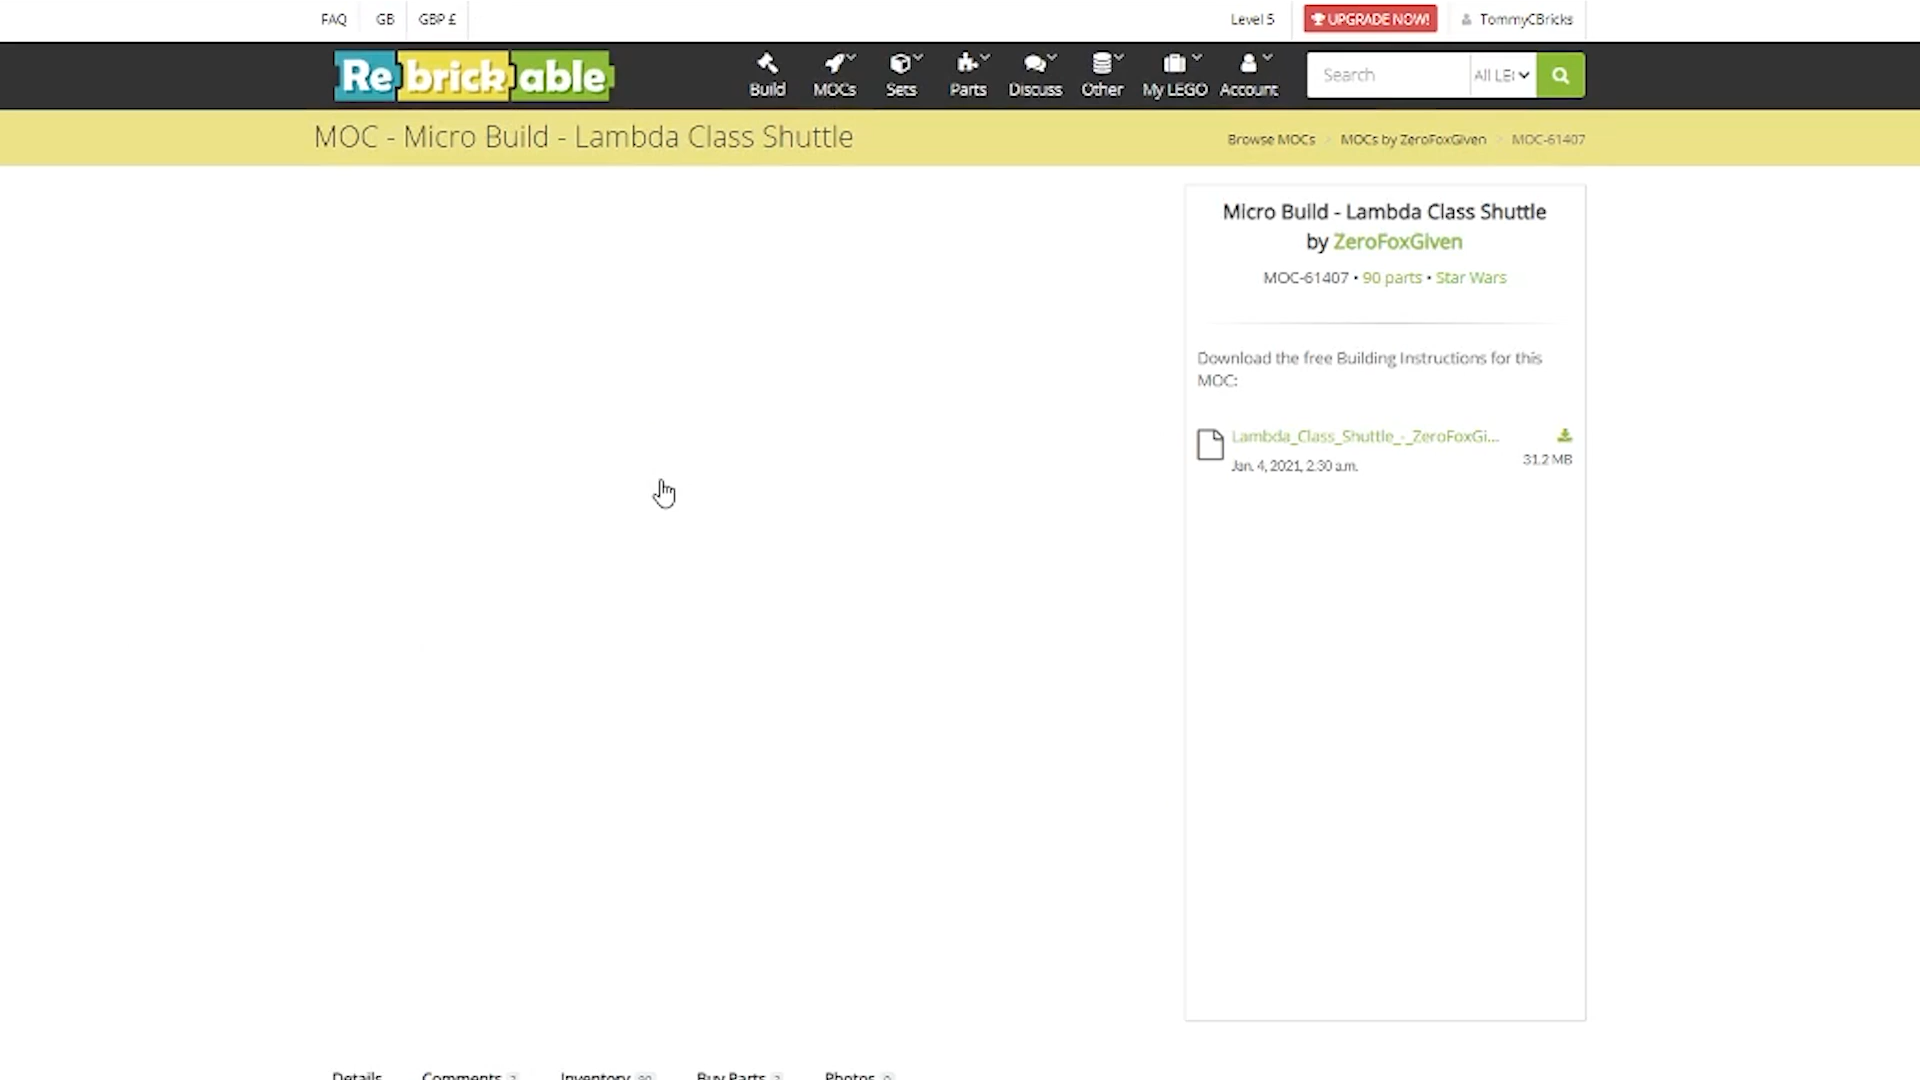 FAQ GB GBP £ Level 5 UPGRADE NOW! TommyCBricks
Rebrickable Build MOCs Sets Parts Discuss Other My LEGO Account Search All LE
MOC - Micro Build - Lambda Class Shuttle
Browse MOCs MOCs by ZeroFoxGiven MOC-61407
Micro Build - Lambda Class Shuttle
by ZeroFoxGiven
MOC-61407 • 90 parts • Star Wars
Download the free Building Instructions for this
MOC:
Lambda_Class_Shuttle_-_ZeroFoxGi...
31.2 MB
Jan. 4, 2021, 2:30 a.m.
Details Comments Inventory Buy Parts Photos